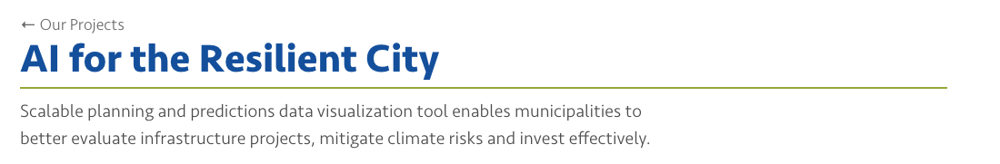 ← Our Projects
AI for the Resilient City
Scalable planning and predictions data visualization tool enables municipalities to
better evaluate infrastructure projects, mitigate climate risks and invest effectively.